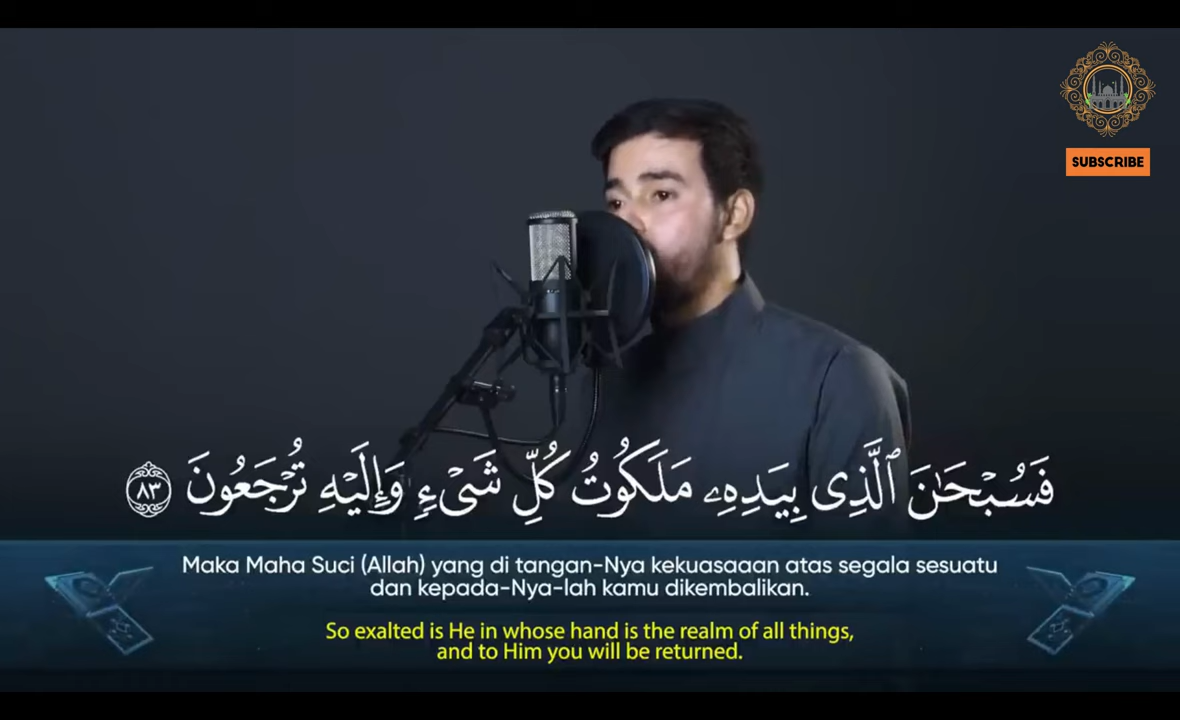 SUBSCRIBE
فَسُبْحَٰنَ ٱلَّذِى بِيَدِهِۦ مَلَكُوتُ كُلِّ شَىْءٍ وَإِلَيْهِ تُرْجَعُونَ ٨٣
Maka Maha Suci (Allah) yang di tangan-Nya kekuasaaan atas segala sesuatu
dan kepada-Nya-lah kamu dikembalikan.
So exalted is He in whose hand is the realm of all things,
and to Him you will be returned.